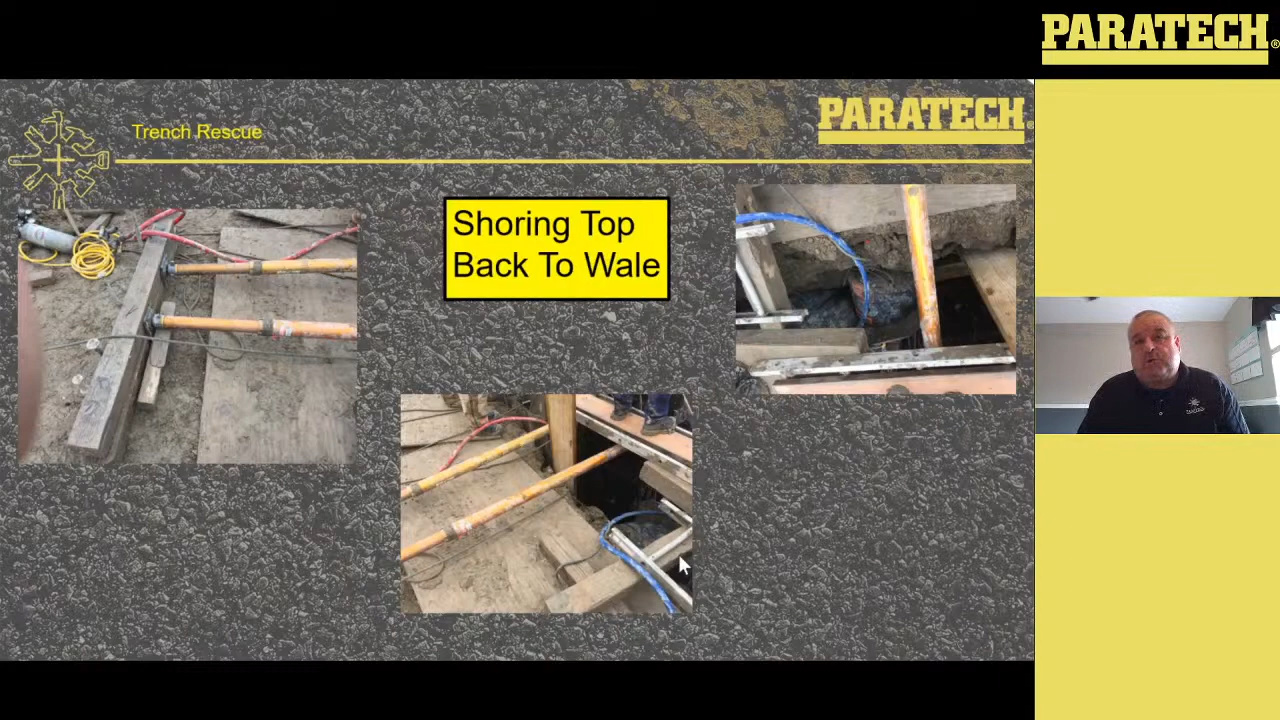 PARATECH®
Trench Rescue
PARATECH®
Shoring Top
Back To Wale